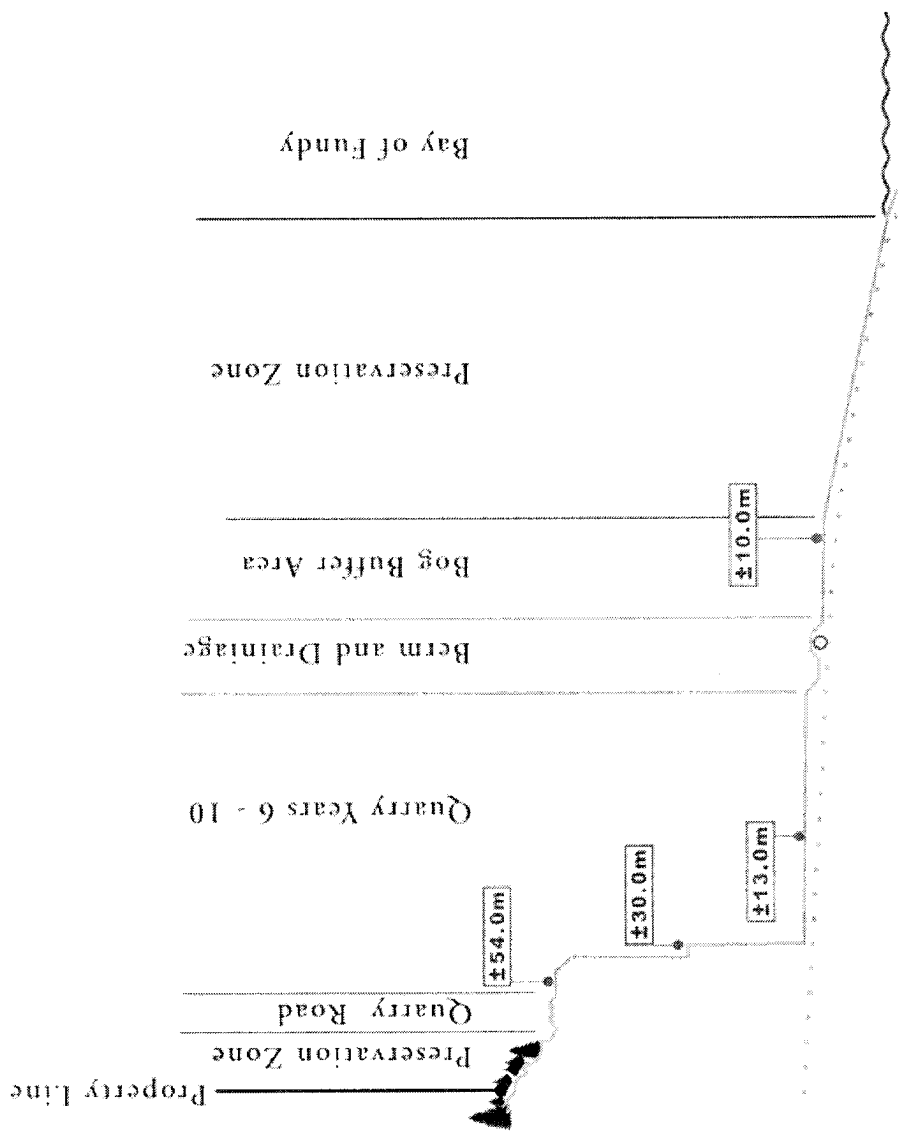 Property Line
Preservation Zone
Quarry Road
±54.0m
±30.0m
±13.0m
Quarry Years 6 - 10
Berm and Drainiage
Bog Buffer Area
±10.0m
Preservation Zone
Bay of Fundy